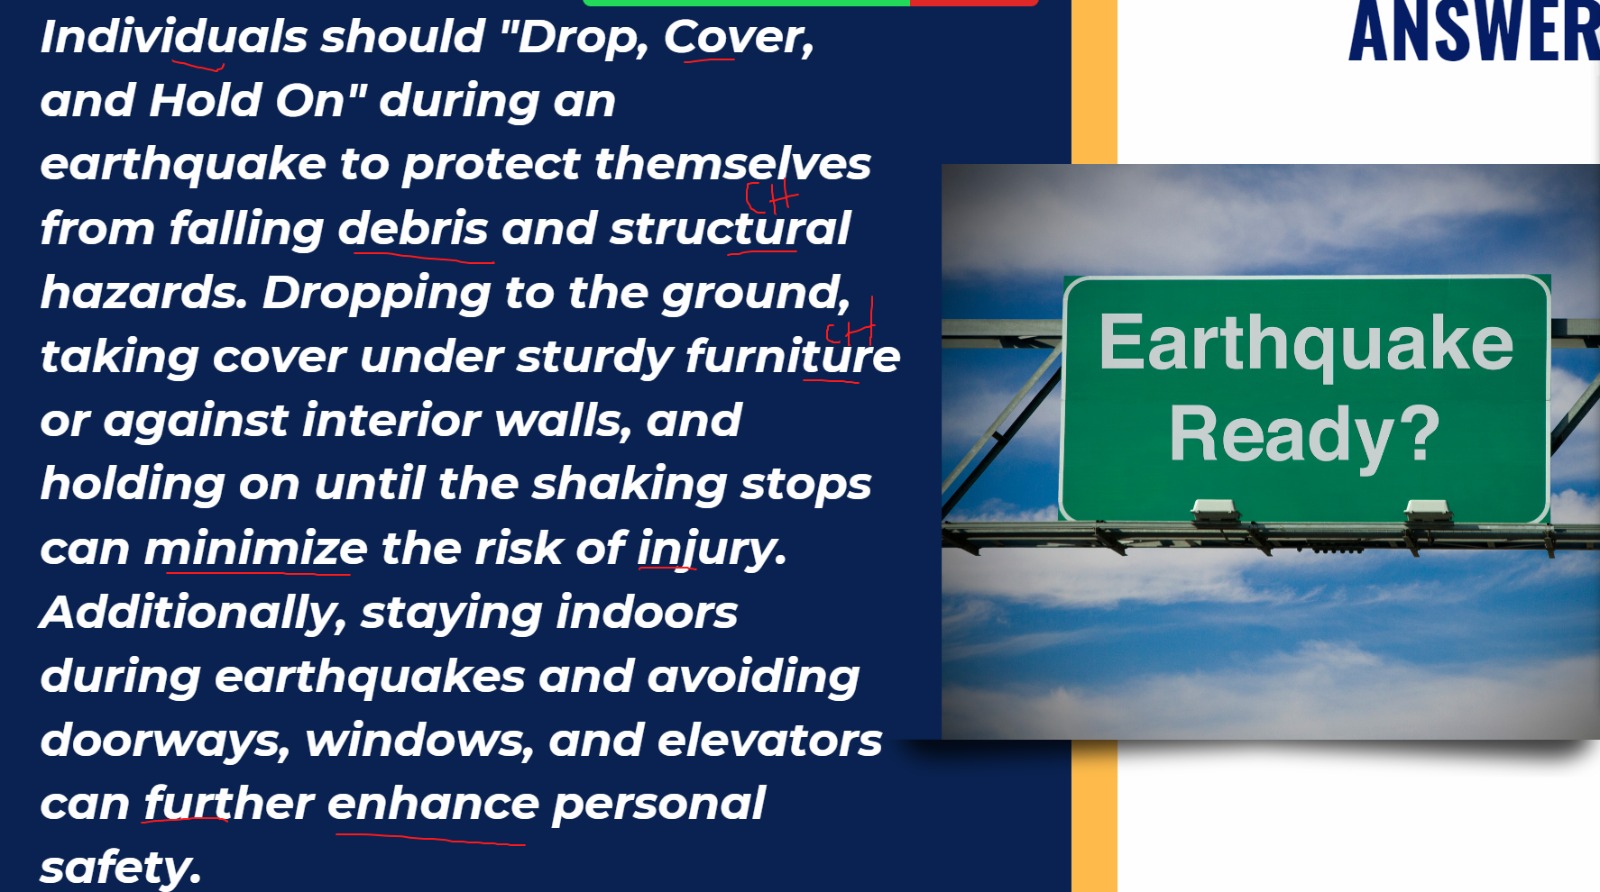 Individuals should "Drop, Cover,
and Hold On" during an
earthquake to protect themselves
CH
from falling debris and structural
hazards. Dropping to the ground,
CH
taking cover under sturdy furniture
or against interior walls, and
holding on until the shaking stops
can minimize the risk of injury.
Additionally, staying indoors
during earthquakes and avoiding
doorways, windows, and elevators
can further enhance personal
safety.
ANSWER
Earthquake
Ready?